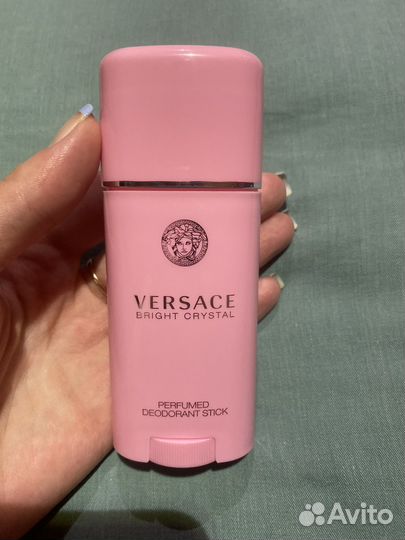 VERSACE
BRIGHT CRYSTAL
PERFUMED
DEODORANT STICK
Avito